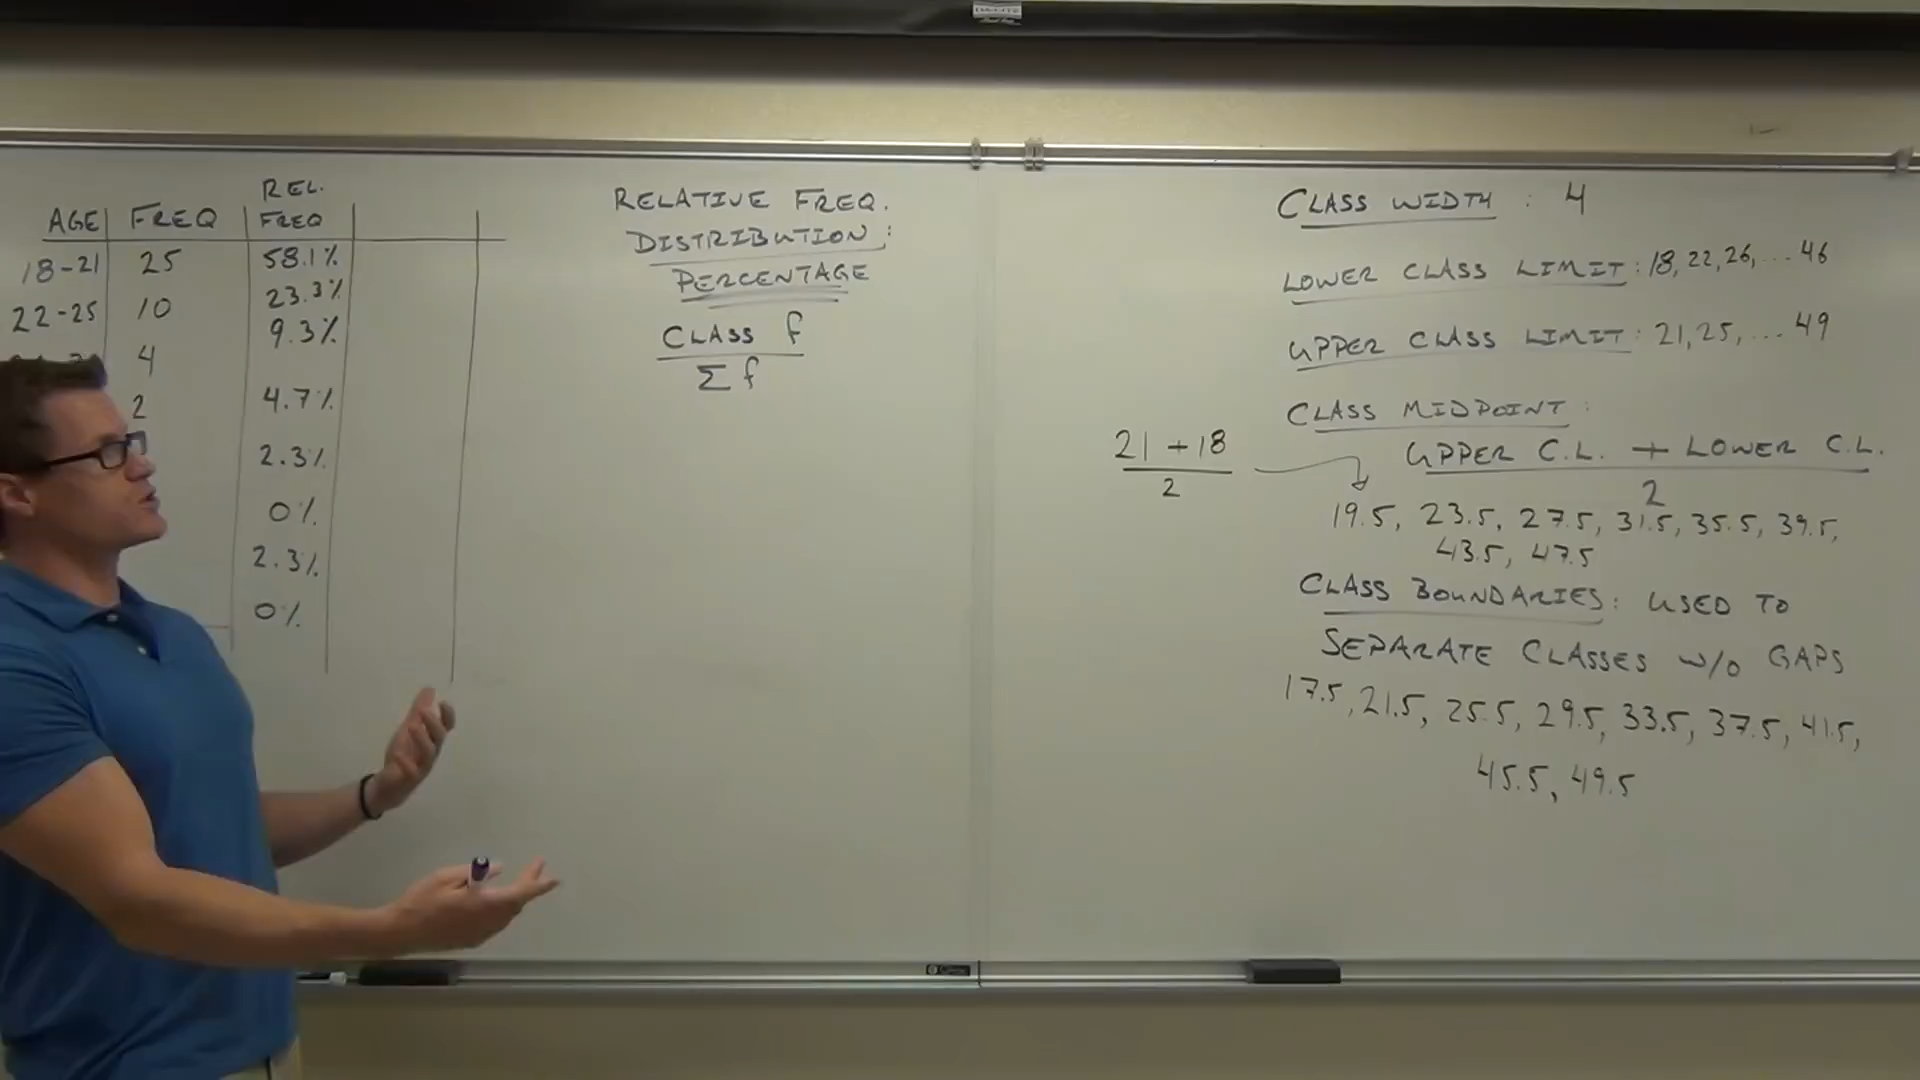 REL.
AGE FREQ FREQ
18-21 25 58.1%
22-25 10 23.3%
4 9.3%
2 4.7%
2.3%
0%
2.3%
0%
RELATIVE FREQ.
DISTRIBUTION:
PERCENTAGE
CLASS f
Σ f
CLASS WIDTH : 4
LOWER CLASS LIMIT: 18, 22, 26, ... 46
UPPER CLASS LIMIT: 21, 25, ... 49
CLASS MIDPOINT:
UPPER C.L. + LOWER C.L.
2
21 + 18
2
19.5, 23.5, 27.5, 31.5, 35.5, 39.5,
43.5, 47.5
CLASS BOUNDARIES: USED TO
SEPARATE CLASSES W/O GAPS
17.5, 21.5, 25.5, 29.5, 33.5, 37.5, 41.5,
45.5, 49.5